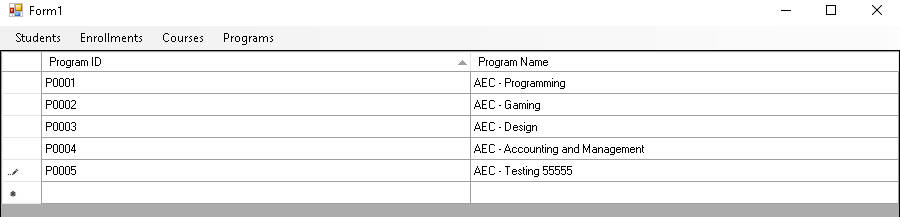 Form1
Students Enrollments Courses Programs
Program ID Program Name
P0001 AEC - Programming
P0002 AEC - Gaming
P0003 AEC - Design
P0004 AEC - Accounting and Management
P0005 AEC - Testing 55555